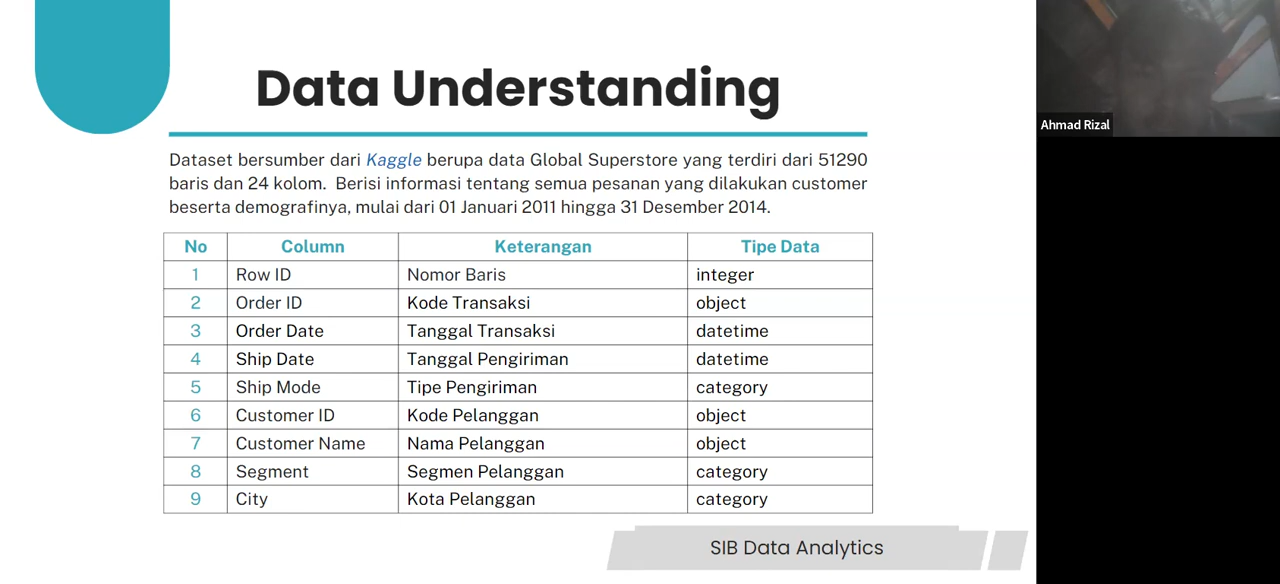 Data Understanding
Dataset bersumber dari Kaggle berupa data Global Superstore yang terdiri dari 51290
baris dan 24 kolom. Berisi informasi tentang semua pesanan yang dilakukan customer
beserta demografinya, mulai dari 01 Januari 2011 hingga 31 Desember 2014.
No Column Keterangan Tipe Data
1 Row ID Nomor Baris integer
2 Order ID Kode Transaksi object
3 Order Date Tanggal Transaksi datetime
4 Ship Date Tanggal Pengiriman datetime
5 Ship Mode Tipe Pengiriman category
6 Customer ID Kode Pelanggan object
7 Customer Name Nama Pelanggan object
8 Segment Segmen Pelanggan category
9 City Kota Pelanggan category
SIB Data Analytics
Ahmad Rizal